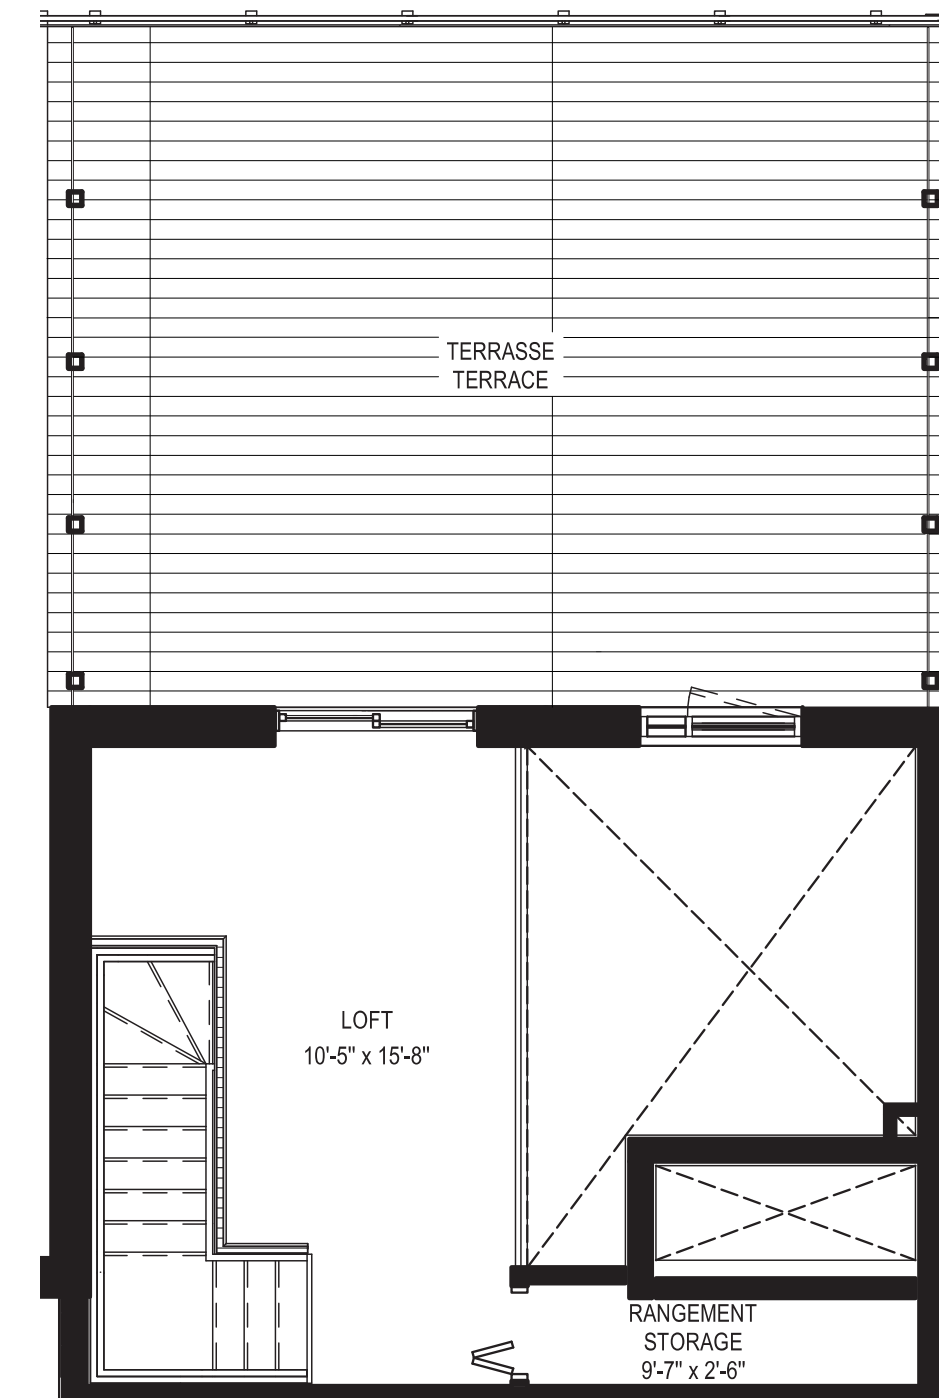 TERRASSE
TERRACE
LOFT
10'-5" x 15'-8"
RANGEMENT
STORAGE
9'-7" x 2'-6"